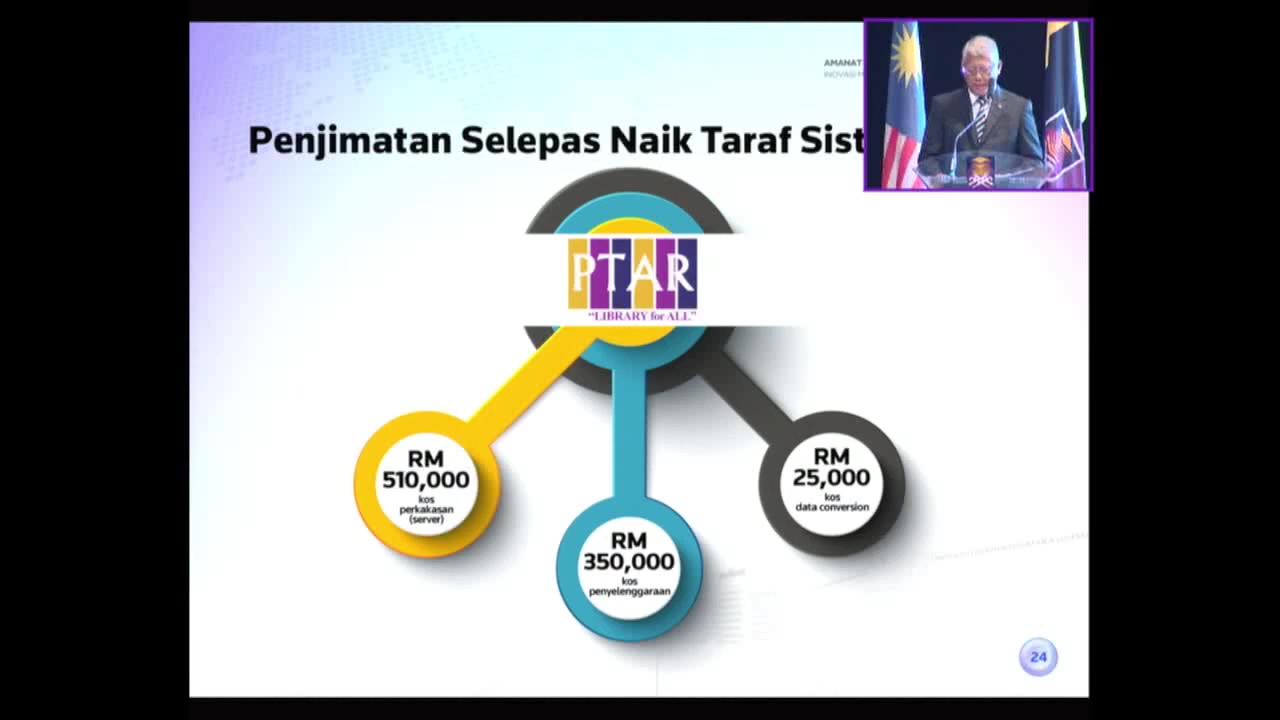 AMANAT
INOVASI
Penjimatan Selepas Naik Taraf
PTAR
“LIBRARY for ALL”
RM
510,000
kos
perkakasan
(server)
RM
350,000
kos
penyelenggaraan
RM
25,000
kos
data conversion
24